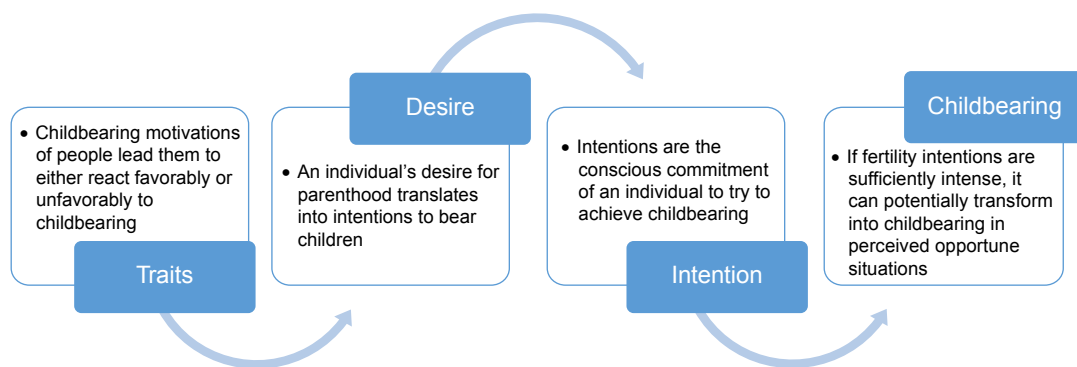 • Childbearing motivations
of people lead them to
either react favorably or
unfavorably to
childbearing
Traits
Desire
• An individual’s desire for
parenthood translates
into intentions to bear
children
• Intentions are the
conscious commitment
of an individual to try to
achieve childbearing
Intention
Childbearing
• If fertility intentions are
sufficiently intense, it
can potentially transform
into childbearing in
perceived opportune
situations